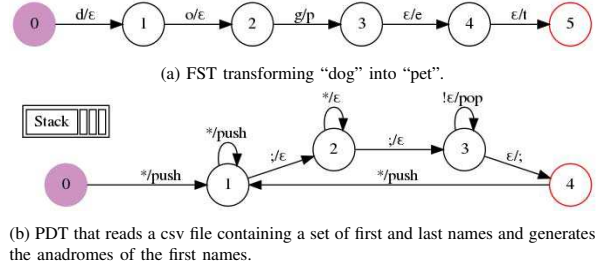 0 d/ε 1 o/ε 2 g/p 3 ε/e 4 ε/t 5
(a) FST transforming “dog” into “pet”.
*/ε !ε/pop
Stack */push
;/ε 2 ;/ε 3 ε/;
0 */push 1 */push 4
(b) PDT that reads a csv file containing a set of first and last names and generates
the anadromes of the first names.